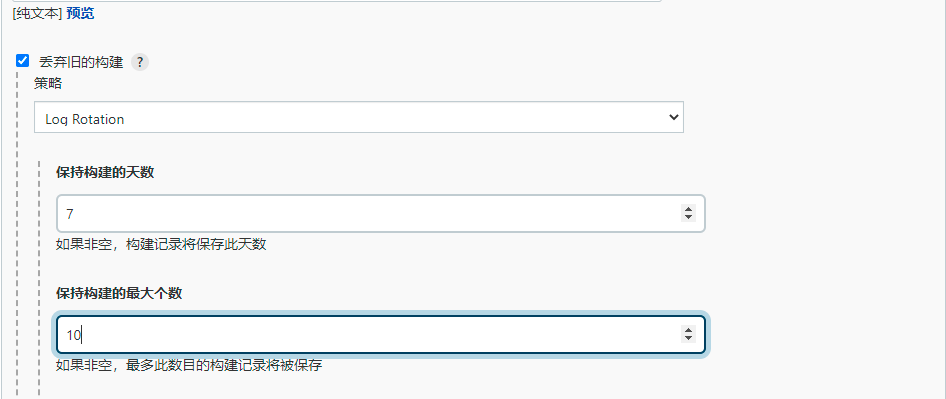 [纯文本] 预览
丢弃旧的构建 ?
策略
Log Rotation
保持构建的天数
7
如果非空，构建记录将保存此天数
保持构建的最大个数
10
如果非空，最多此数目的构建记录将被保存